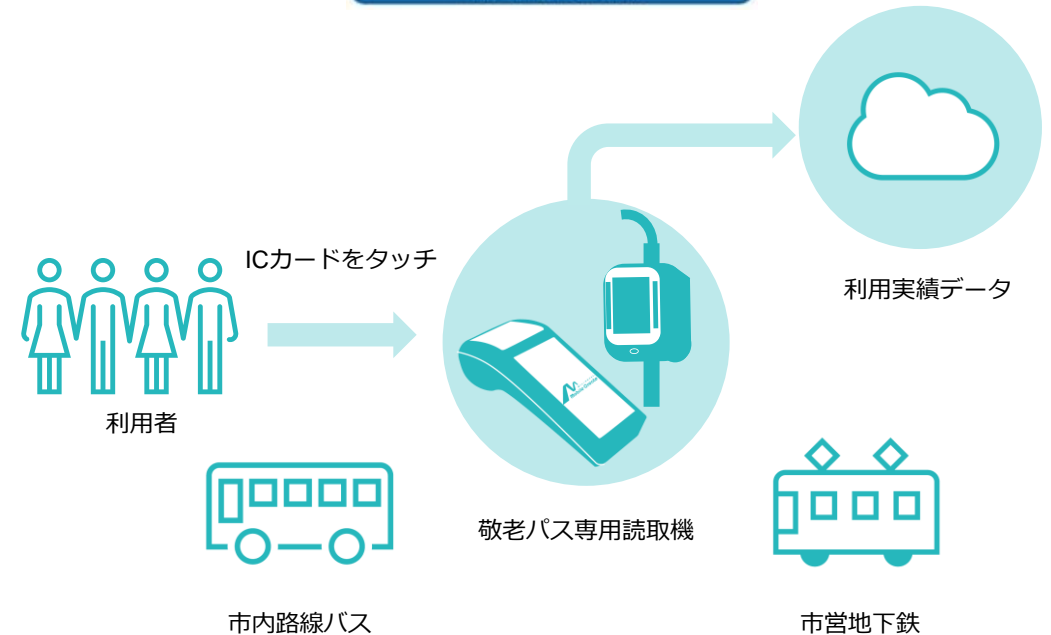 ICカードをタッチ
利用実績データ
利用者
敬老パス専用読取機
市内路線バス
市営地下鉄